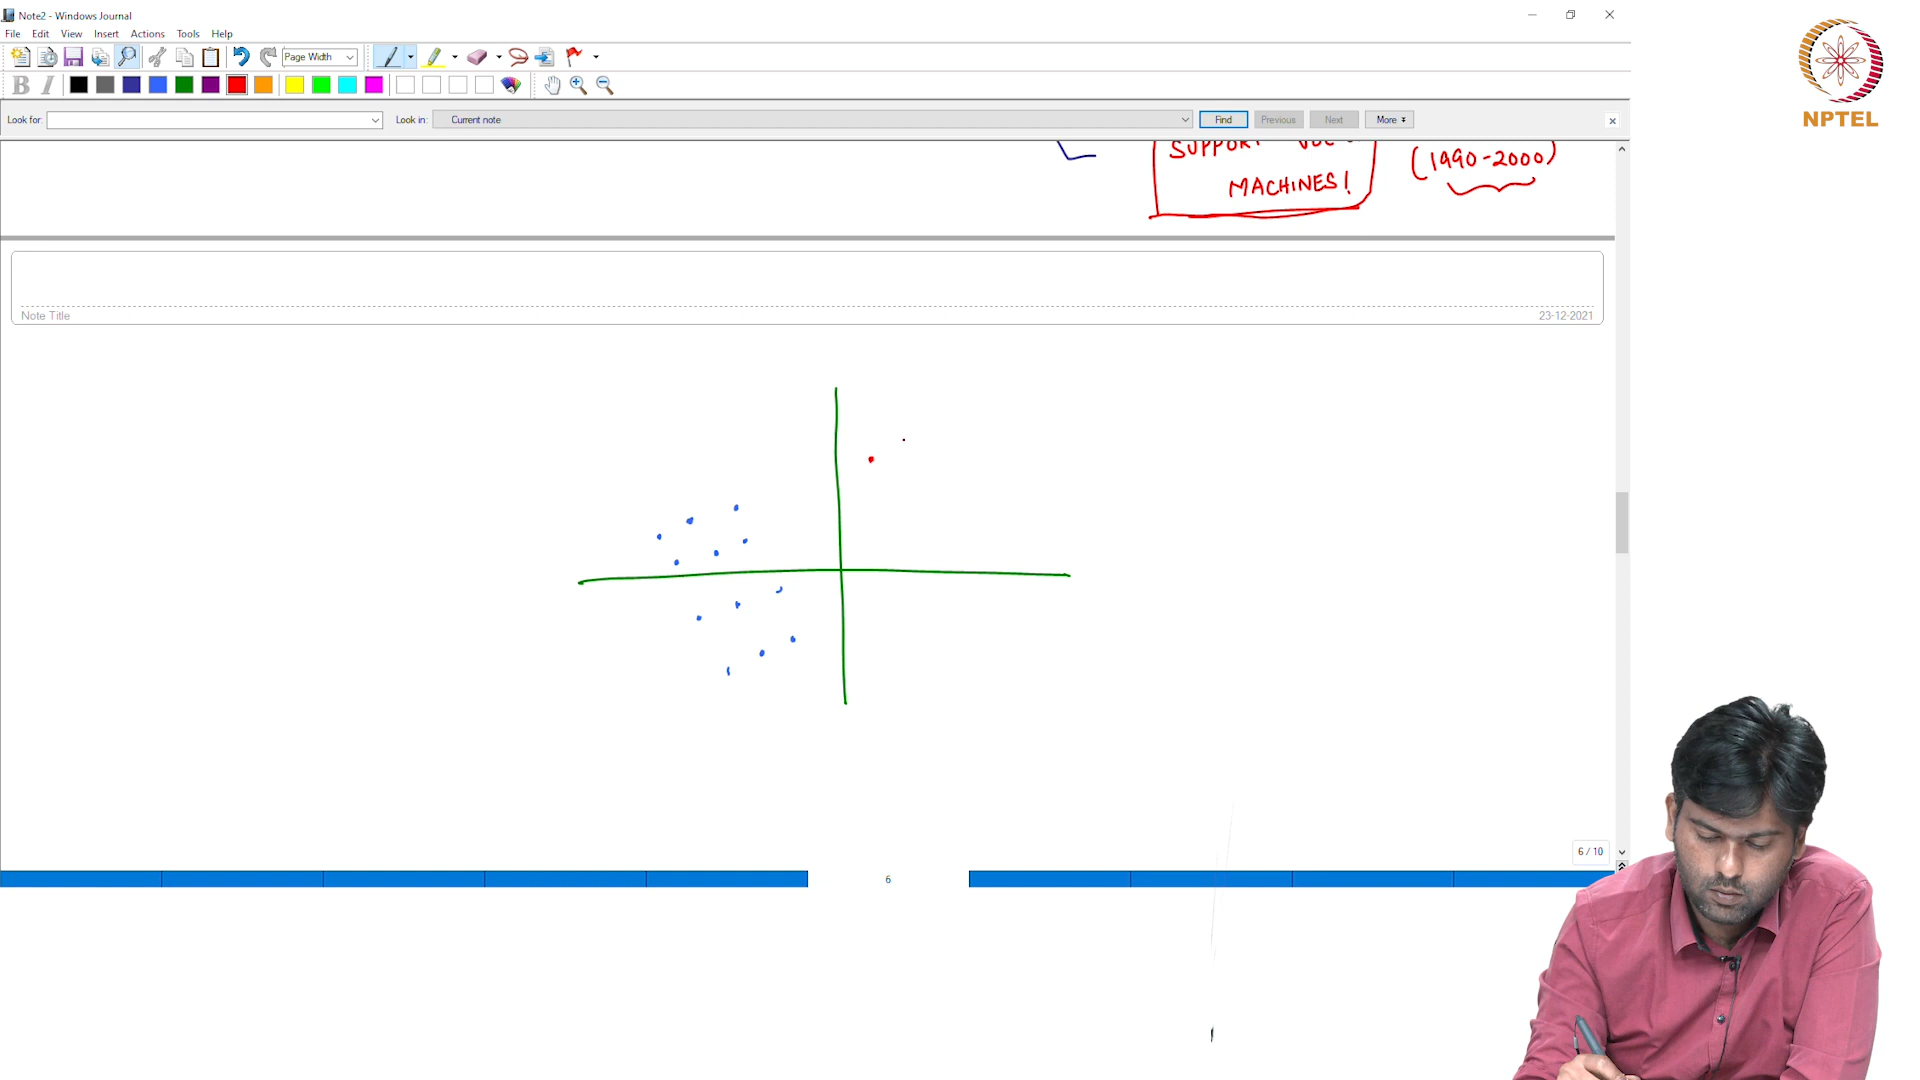 Note2 - Windows Journal
File Edit View Insert Actions Tools Help
Page Width
B I
Look for: Look in: Current note Find Previous Next More
SUPPORT
MACHINES!
(1990-2000)
Note Title
23-12-2021
6 / 10
6
NPTEL